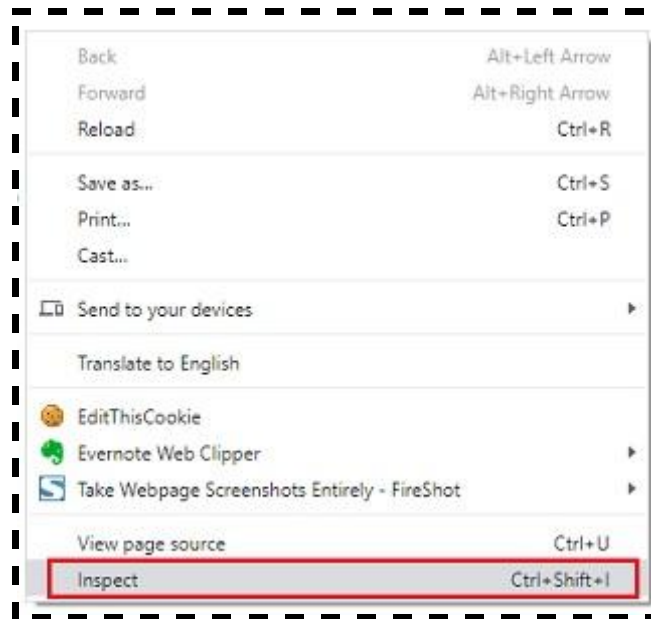 Back Alt+Left Arrow
Forward Alt+Right Arrow
Reload Ctrl+R
Save as... Ctrl+S
Print... Ctrl+P
Cast...
Send to your devices
Translate to English
EditThisCookie
Evernote Web Clipper
Take Webpage Screenshots Entirely - FireShot
View page source Ctrl+U
Inspect Ctrl+Shift+I